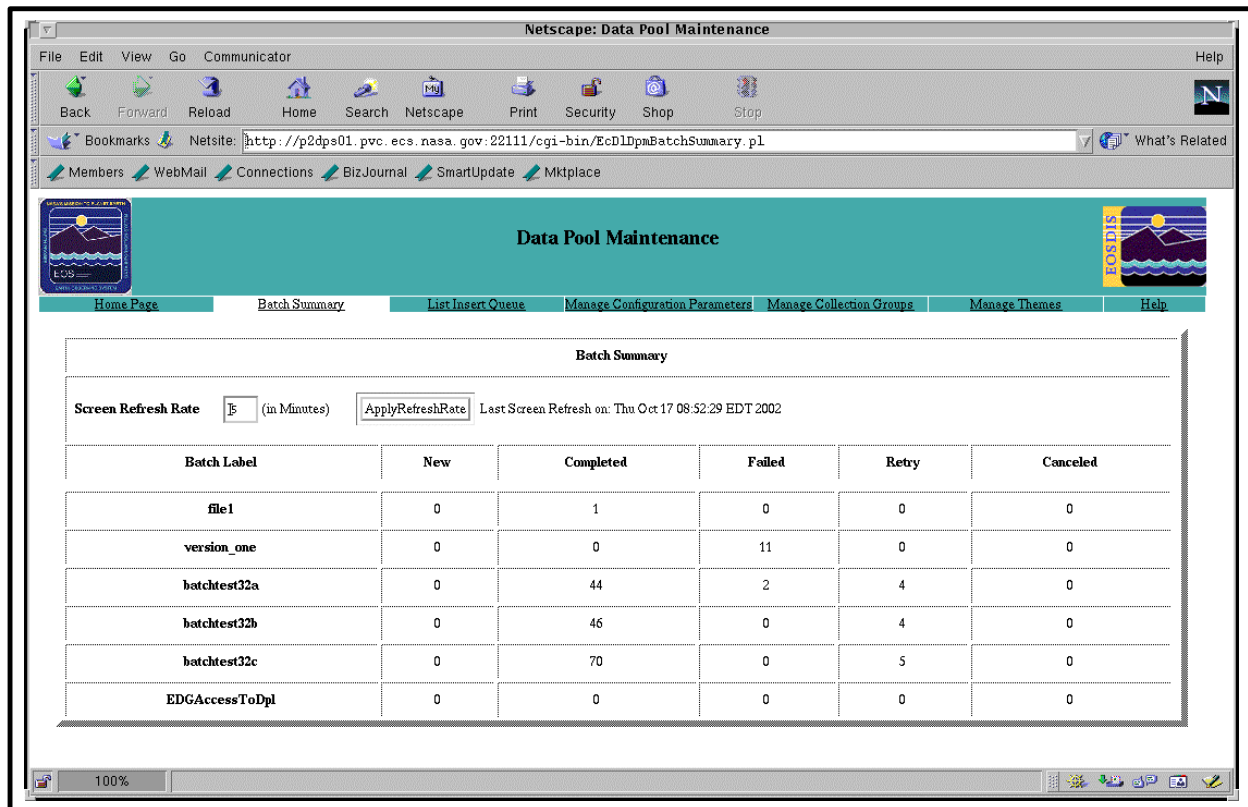 Netscape: Data Pool Maintenance
File Edit View Go Communicator Help
Back Forward Reload Home Search Netscape Print Security Shop Stop
My
N
Bookmarks Netsite: http://p2dps01.pvc.ecs.nasa.gov:22111/cgi-bin/EcDlDpmBatchSummary.pl What's Related
Members WebMail Connections BizJournal SmartUpdate Mktplace
EOS
Data Pool Maintenance
EOSDIS
Home Page Batch Summary List Insert Queue Manage Configuration Parameters Manage Collection Groups Manage Themes Help
Batch Summary
Screen Refresh Rate 5 (in Minutes) ApplyRefreshRate Last Screen Refresh on: Thu Oct 17 08:52:29 EDT 2002
Batch Label New Completed Failed Retry Canceled
file1 0 1 0 0 0
version_one 0 0 11 0 0
batchtest32a 0 44 2 4 0
batchtest32b 0 46 0 4 0
batchtest32c 0 70 0 5 0
EDGAccessToDpl 0 0 0 0 0
100%